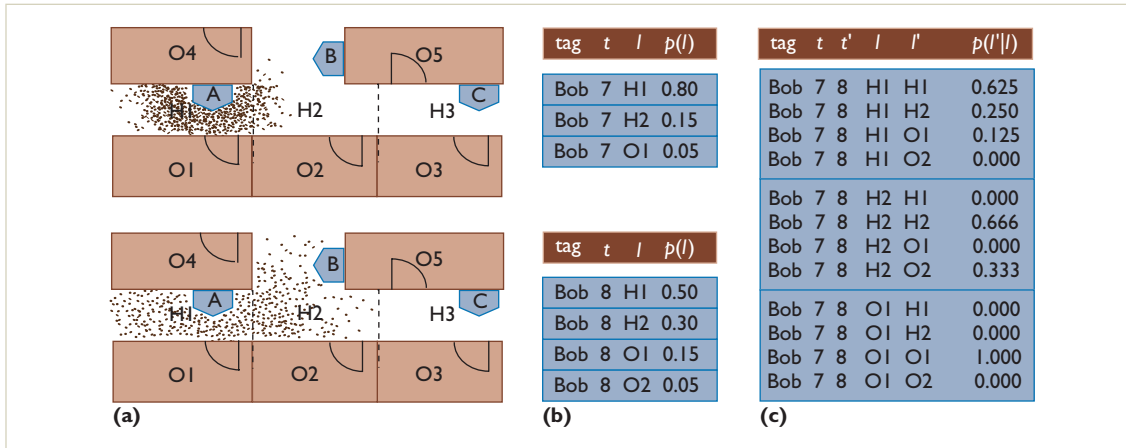 O4
B
O5
A
C
H1
H2
H3
O1
O2
O3
O4
B
O5
A
C
H1
H2
H3
O1
O2
O3
(a)
tag t l p(l)
Bob 7 H1 0.80
Bob 7 H2 0.15
Bob 7 O1 0.05
tag t l p(l)
Bob 8 H1 0.50
Bob 8 H2 0.30
Bob 8 O1 0.15
Bob 8 O2 0.05
(b)
tag t t' l l' p(l'|l)
Bob 7 8 H1 H1 0.625
Bob 7 8 H1 H2 0.250
Bob 7 8 H1 O1 0.125
Bob 7 8 H1 O2 0.000
Bob 7 8 H2 H1 0.000
Bob 7 8 H2 H2 0.666
Bob 7 8 H2 O1 0.000
Bob 7 8 H2 O2 0.333
Bob 7 8 O1 H1 0.000
Bob 7 8 O1 H2 0.000
Bob 7 8 O1 O1 1.000
Bob 7 8 O1 O2 0.000
(c)